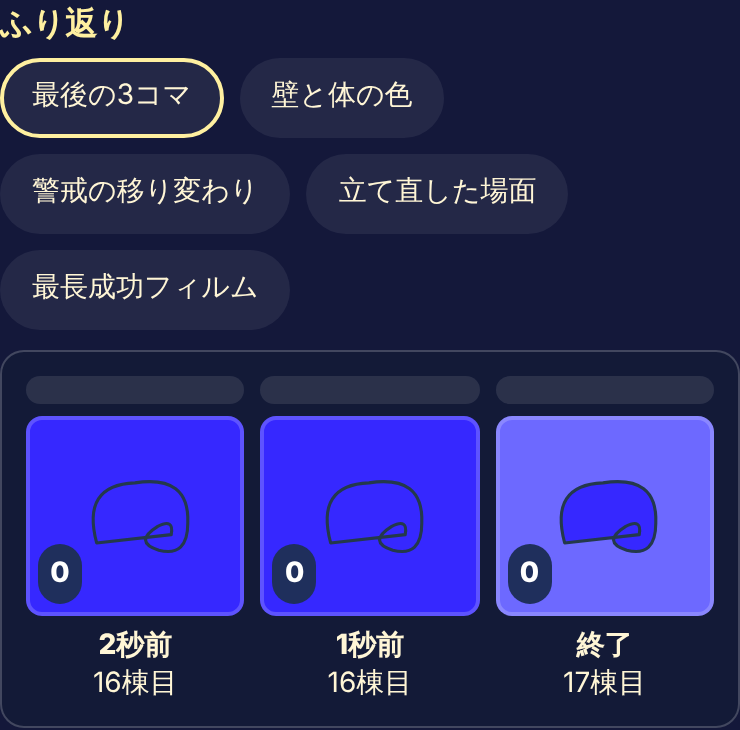 ふり返り
最後の3コマ
壁と体の色
警戒の移り変わり
立て直した場面
最長成功フィルム
0
0
0
2秒前
1秒前
終了
16棟目
16棟目
17棟目